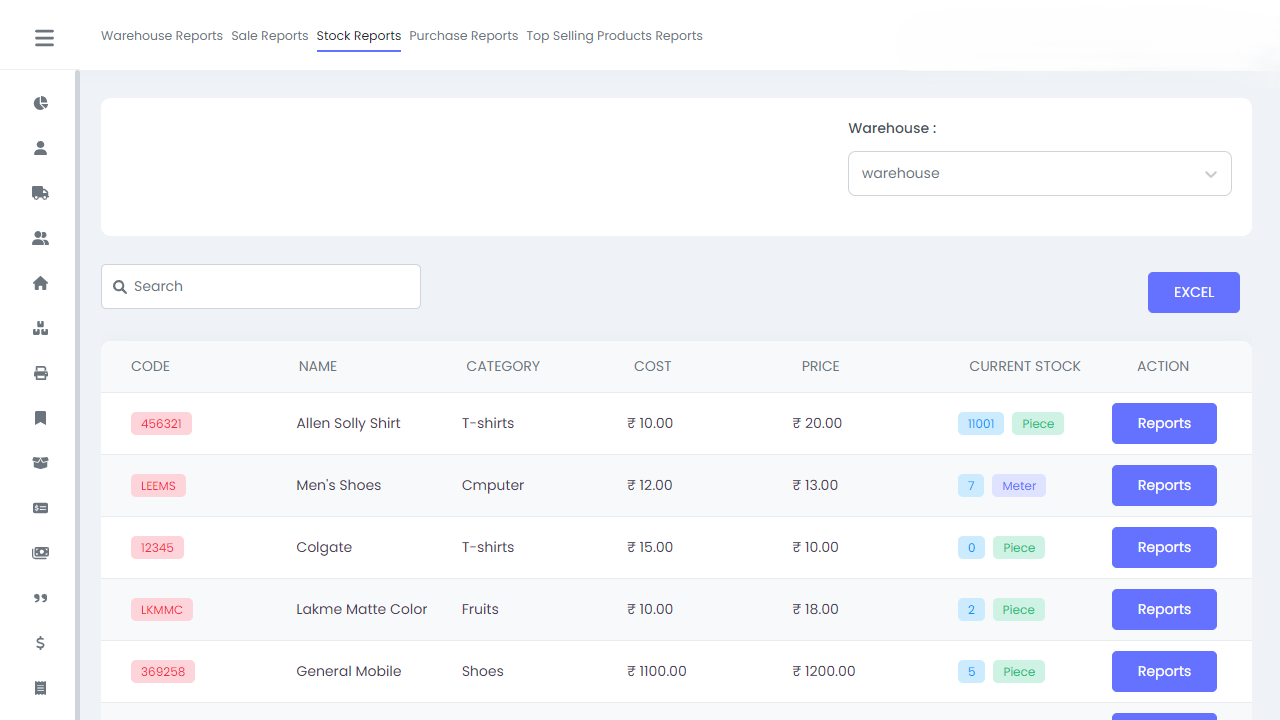 Warehouse Reports Sale Reports Stock Reports Purchase Reports Top Selling Products Reports
Warehouse :
warehouse
Search
EXCEL
CODE NAME CATEGORY COST PRICE CURRENT STOCK ACTION
456321 Allen Solly Shirt T-shirts ₹ 10.00 ₹ 20.00 11001 Piece Reports
LEEMS Men's Shoes Cmputer ₹ 12.00 ₹ 13.00 7 Meter Reports
12345 Colgate T-shirts ₹ 15.00 ₹ 10.00 0 Piece Reports
LKMMC Lakme Matte Color Fruits ₹ 10.00 ₹ 18.00 2 Piece Reports
369258 General Mobile Shoes ₹ 1100.00 ₹ 1200.00 5 Piece Reports